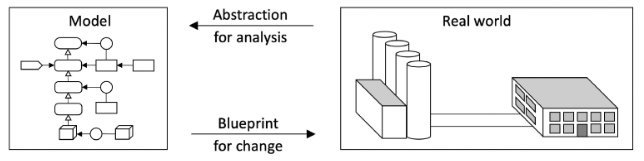 Model
Abstraction
for analysis
Blueprint
for change
Real world